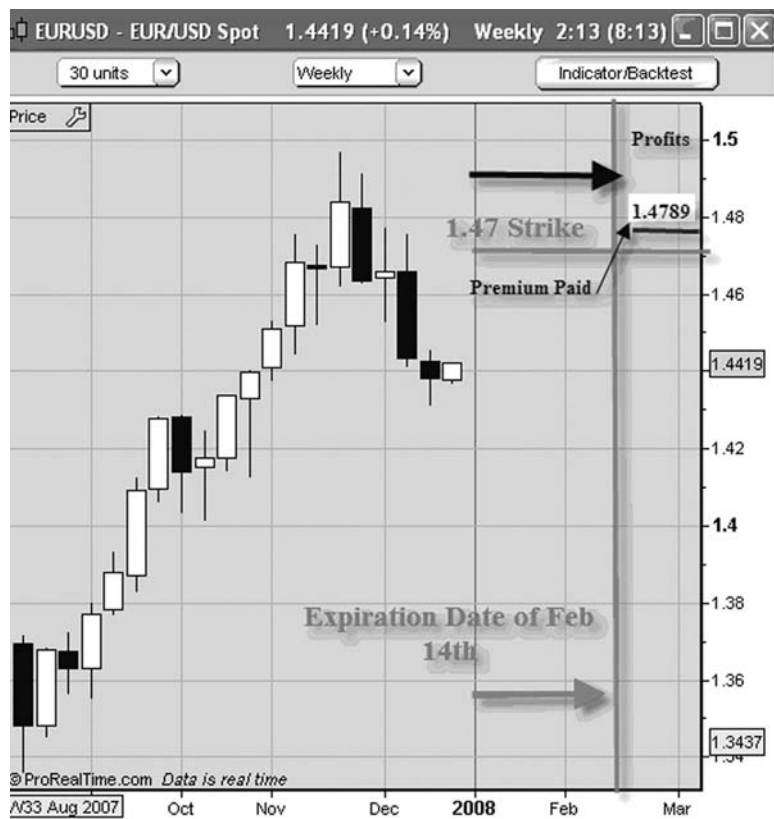 EURUSD - EUR/USD Spot 1.4419 (+0.14%) Weekly 2:13 (8:13)
30 units Weekly Indicator/Backtest
Price
Profits
1.5
1.4789
1.48
1.47 Strike
Premium Paid
1.46
1.4419
1.42
1.4
Expiration Date of Feb
14th
1.38
1.36
1.3437
1.34
© ProRealTime.com Data is real time
W33 Aug 2007 Oct Nov Dec 2008 Feb Mar